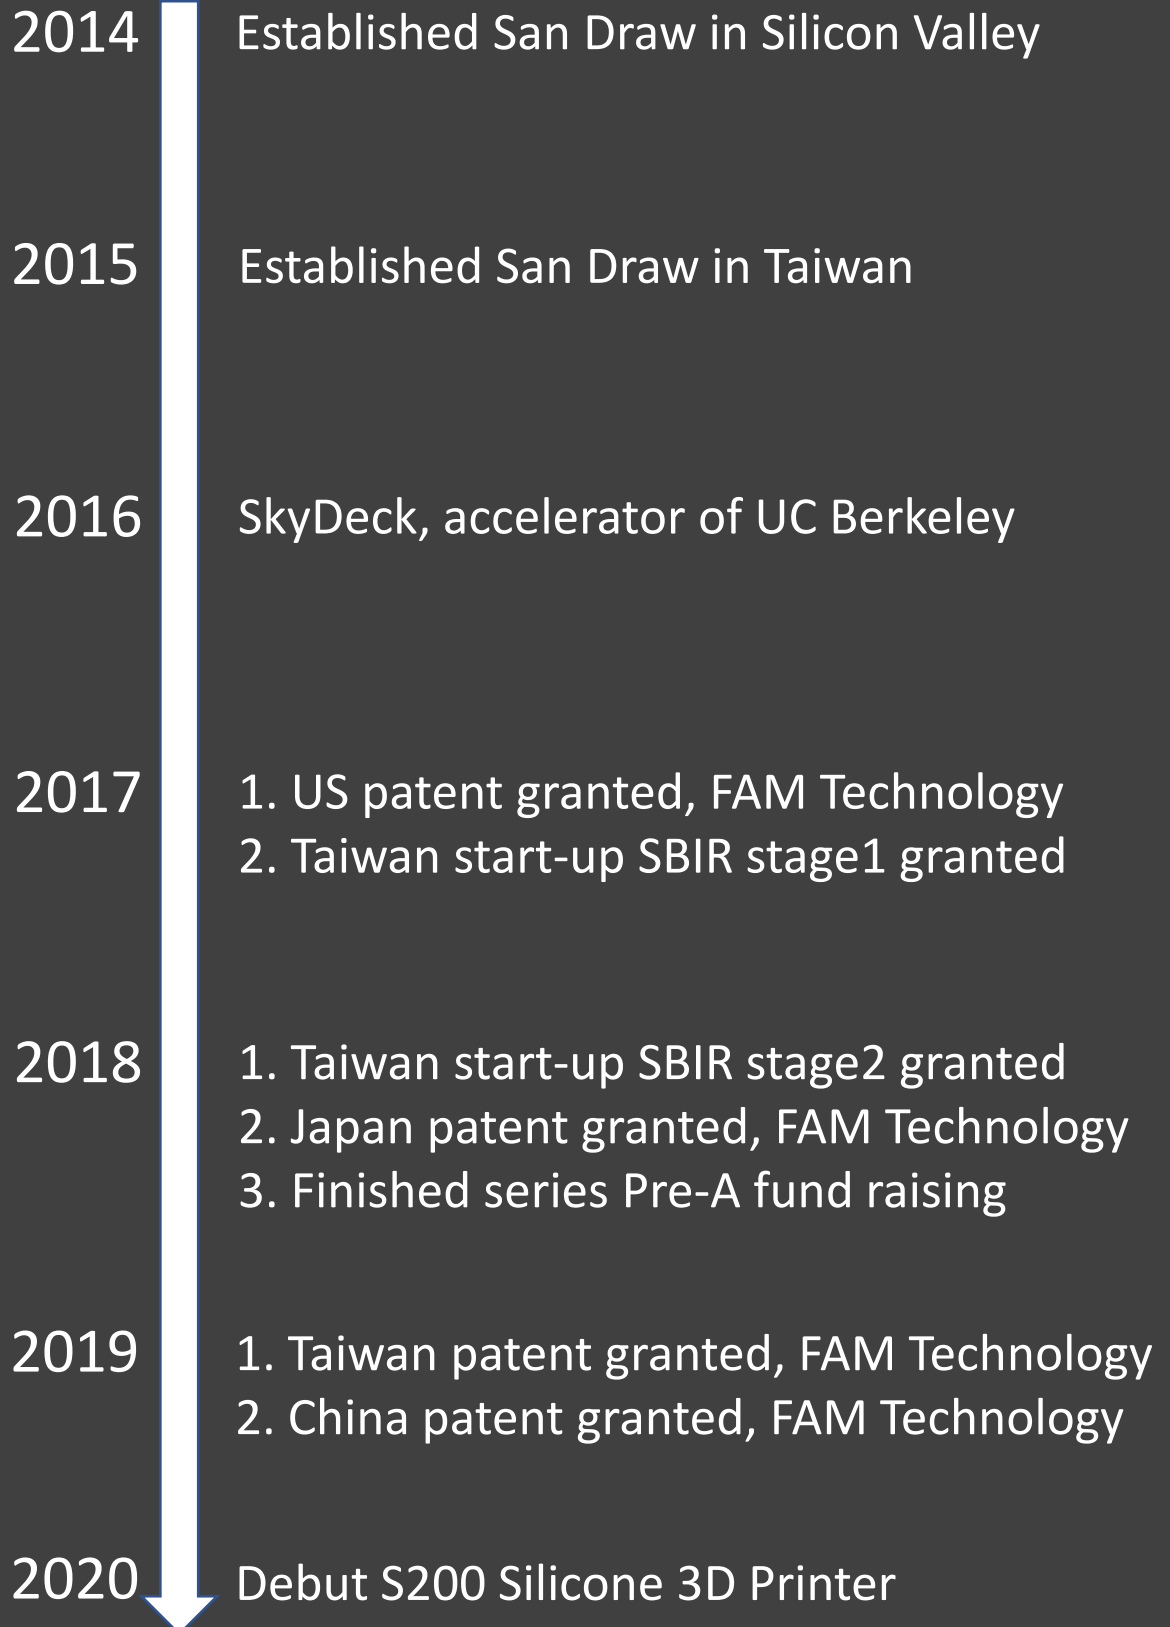 2014 Established San Draw in Silicon Valley
2015 Established San Draw in Taiwan
2016 SkyDeck, accelerator of UC Berkeley
2017 1. US patent granted, FAM Technology
2. Taiwan start-up SBIR stage1 granted
2018 1. Taiwan start-up SBIR stage2 granted
2. Japan patent granted, FAM Technology
3. Finished series Pre-A fund raising
2019 1. Taiwan patent granted, FAM Technology
2. China patent granted, FAM Technology
2020 Debut S200 Silicone 3D Printer